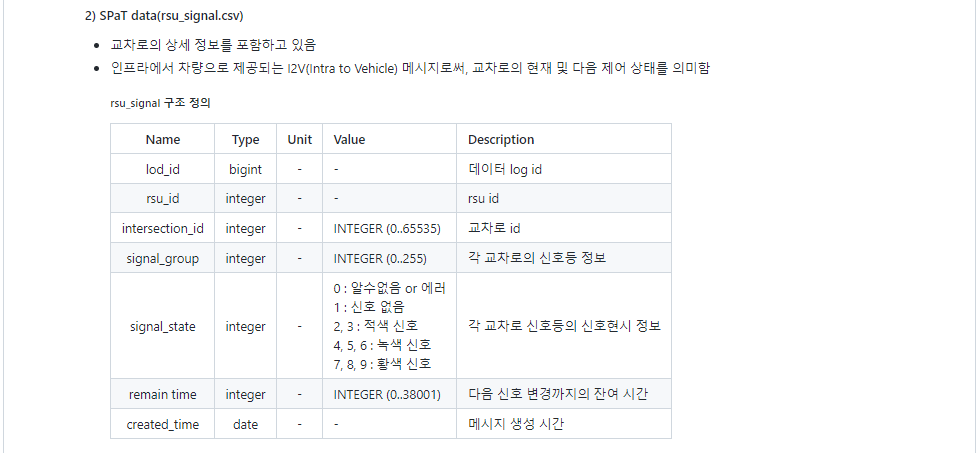 2) SPaT data(rsu_signal.csv)
• 교차로의 상세 정보를 포함하고 있음
• 인프라에서 차량으로 제공되는 I2V(Intra to Vehicle) 메시지로써, 교차로의 현재 및 다음 제어 상태를 의미함
rsu_signal 구조 정의
Name Type Unit Value Description
lod_id bigint - - 데이터 log id
rsu_id integer - - rsu id
intersection_id integer - INTEGER (0..65535) 교차로 id
signal_group integer - INTEGER (0..255) 각 교차로의 신호등 정보
0 : 알수없음 or 에러
1 : 신호 없음
signal_state integer - 2, 3 : 적색 신호 각 교차로 신호등의 신호현시 정보
4, 5, 6 : 녹색 신호
7, 8, 9 : 황색 신호
remain time integer - INTEGER (0..38001) 다음 신호 변경까지의 잔여 시간
created_time date - - 메시지 생성 시간